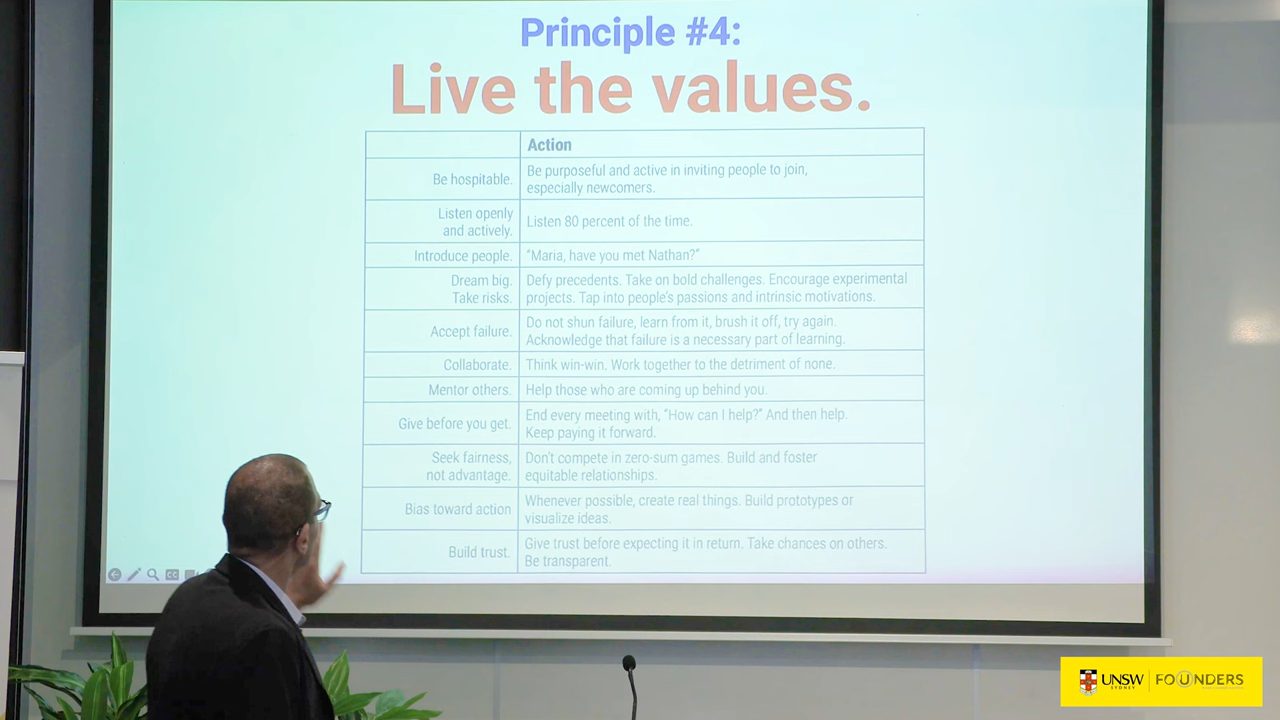 Principle #4:
Live the values.
Action
Be hospitable.
Be purposeful and active in inviting people to join,
especially newcomers.
Listen openly
and actively.
Listen 80 percent of the time.
Introduce people.
"Maria, have you met Nathan?"
Dream big.
Take risks.
Defy precedents. Take on bold challenges. Encourage experimental
projects. Tap into people's passions and intrinsic motivations.
Accept failure.
Do not shun failure, learn from it, brush it off, try again.
Acknowledge that failure is a necessary part of learning.
Collaborate.
Think win-win. Work together to the detriment of none.
Mentor others.
Help those who are coming up behind you.
Give before you get.
End every meeting with, "How can I help?" And then help.
Keep paying it forward.
Seek fairness,
not advantage.
Don't compete in zero-sum games. Build and foster
equitable relationships.
Bias toward action
Whenever possible, create real things. Build prototypes or
visualize ideas.
Build trust.
Give trust before expecting it in return. Take chances on others.
Be transparent.
CC
UNSW
SYDNEY
FOUNDERS